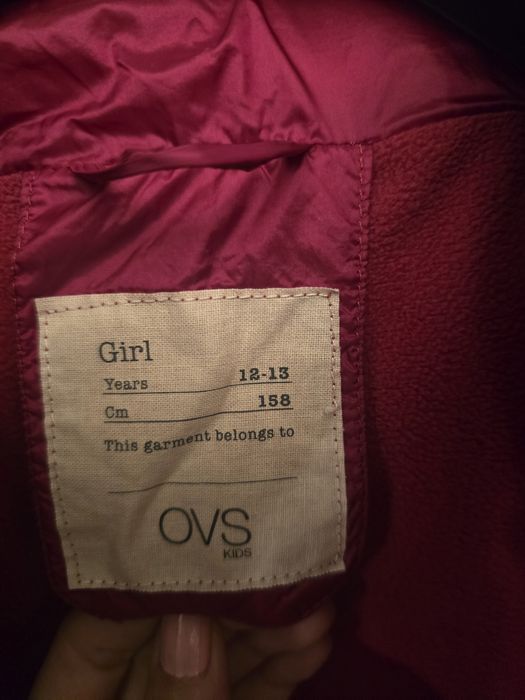 Girl
Years 12-13
Cm 158
This garment belongs to
OVS
KIDS